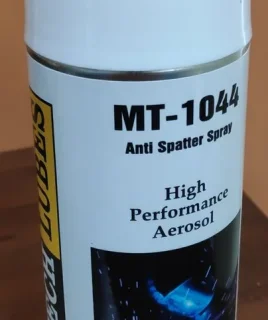 MT-1044
Anti Spatter Spray
High
Performance
Aerosol
LUBES